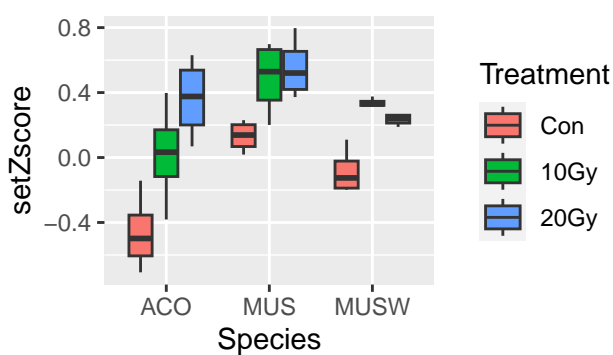 0.8
0.4
0.0
−0.4
setZscore
ACO MUS MUSW
Species
Treatment
Con
10Gy
20Gy